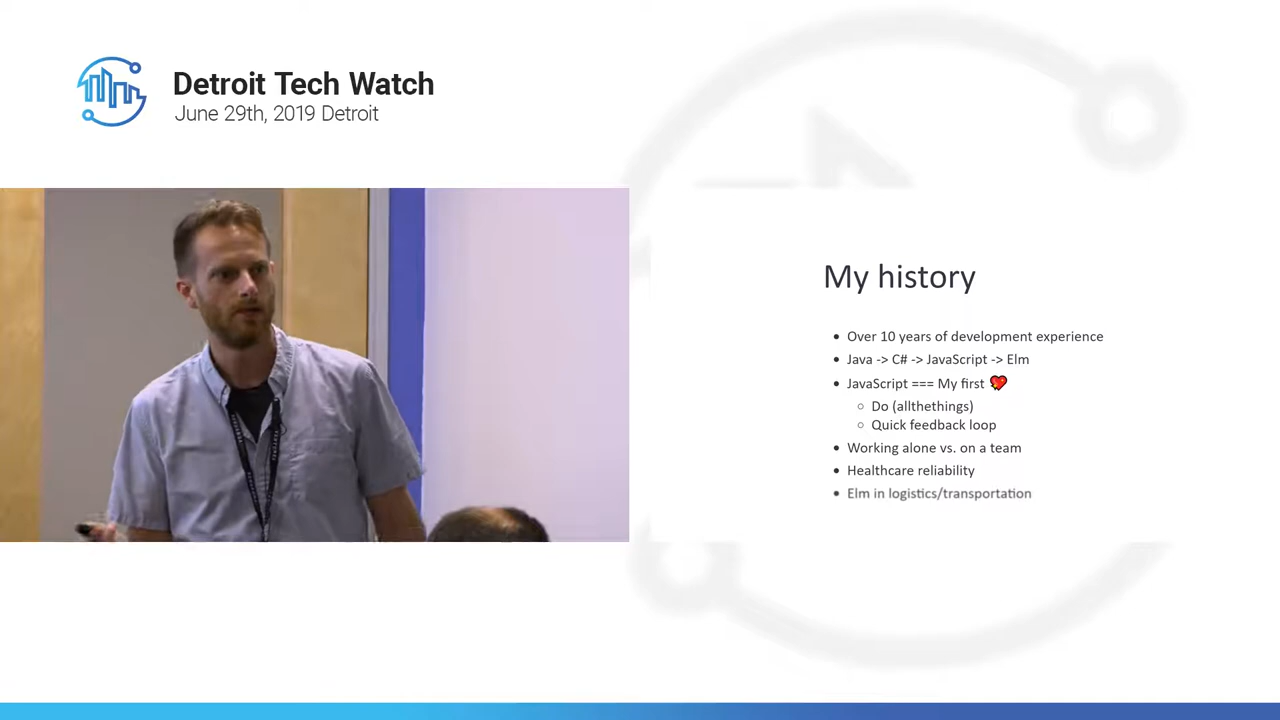 Detroit Tech Watch
June 29th, 2019 Detroit
My history
• Over 10 years of development experience
• Java -> C# -> JavaScript -> Elm
• JavaScript === My first 💖
○ Do (allthethings)
○ Quick feedback loop
• Working alone vs. on a team
• Healthcare reliability
• Elm in logistics/transportation